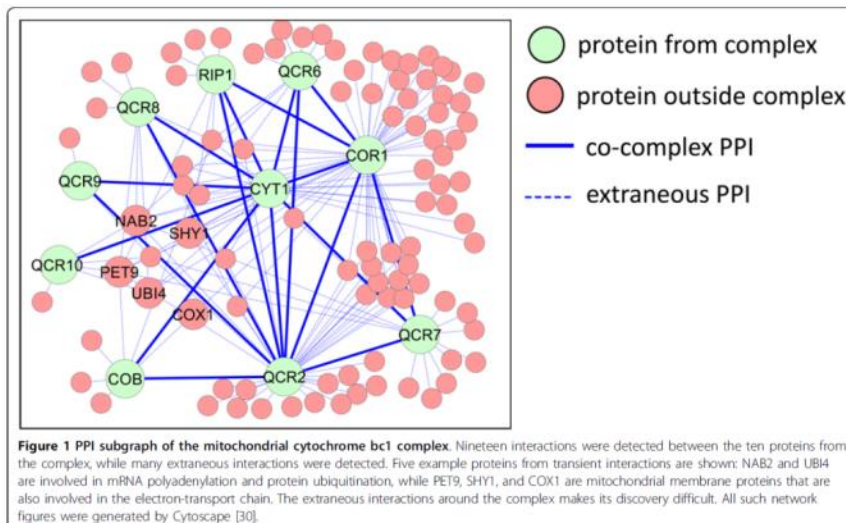 RIP1
QCR6
QCR8
COR1
QCR9
CYT1
NAB2
SHY1
QCR10
PET9
UBI4
COX1
QCR7
COB
QCR2
protein from complex
protein outside complex
co-complex PPI
extraneous PPI
Figure 1 PPI subgraph of the mitochondrial cytochrome bc1 complex. Nineteen interactions were detected between the ten proteins from
the complex, while many extraneous interactions were detected. Five example proteins from transient interactions are shown: NAB2 and UBI4
are involved in mRNA polyadenylation and protein ubiquitination, while PET9, SHY1, and COX1 are mitochondrial membrane proteins that are
also involved in the electron-transport chain. The extraneous interactions around the complex makes its discovery difficult. All such network
figures were generated by Cytoscape [30].